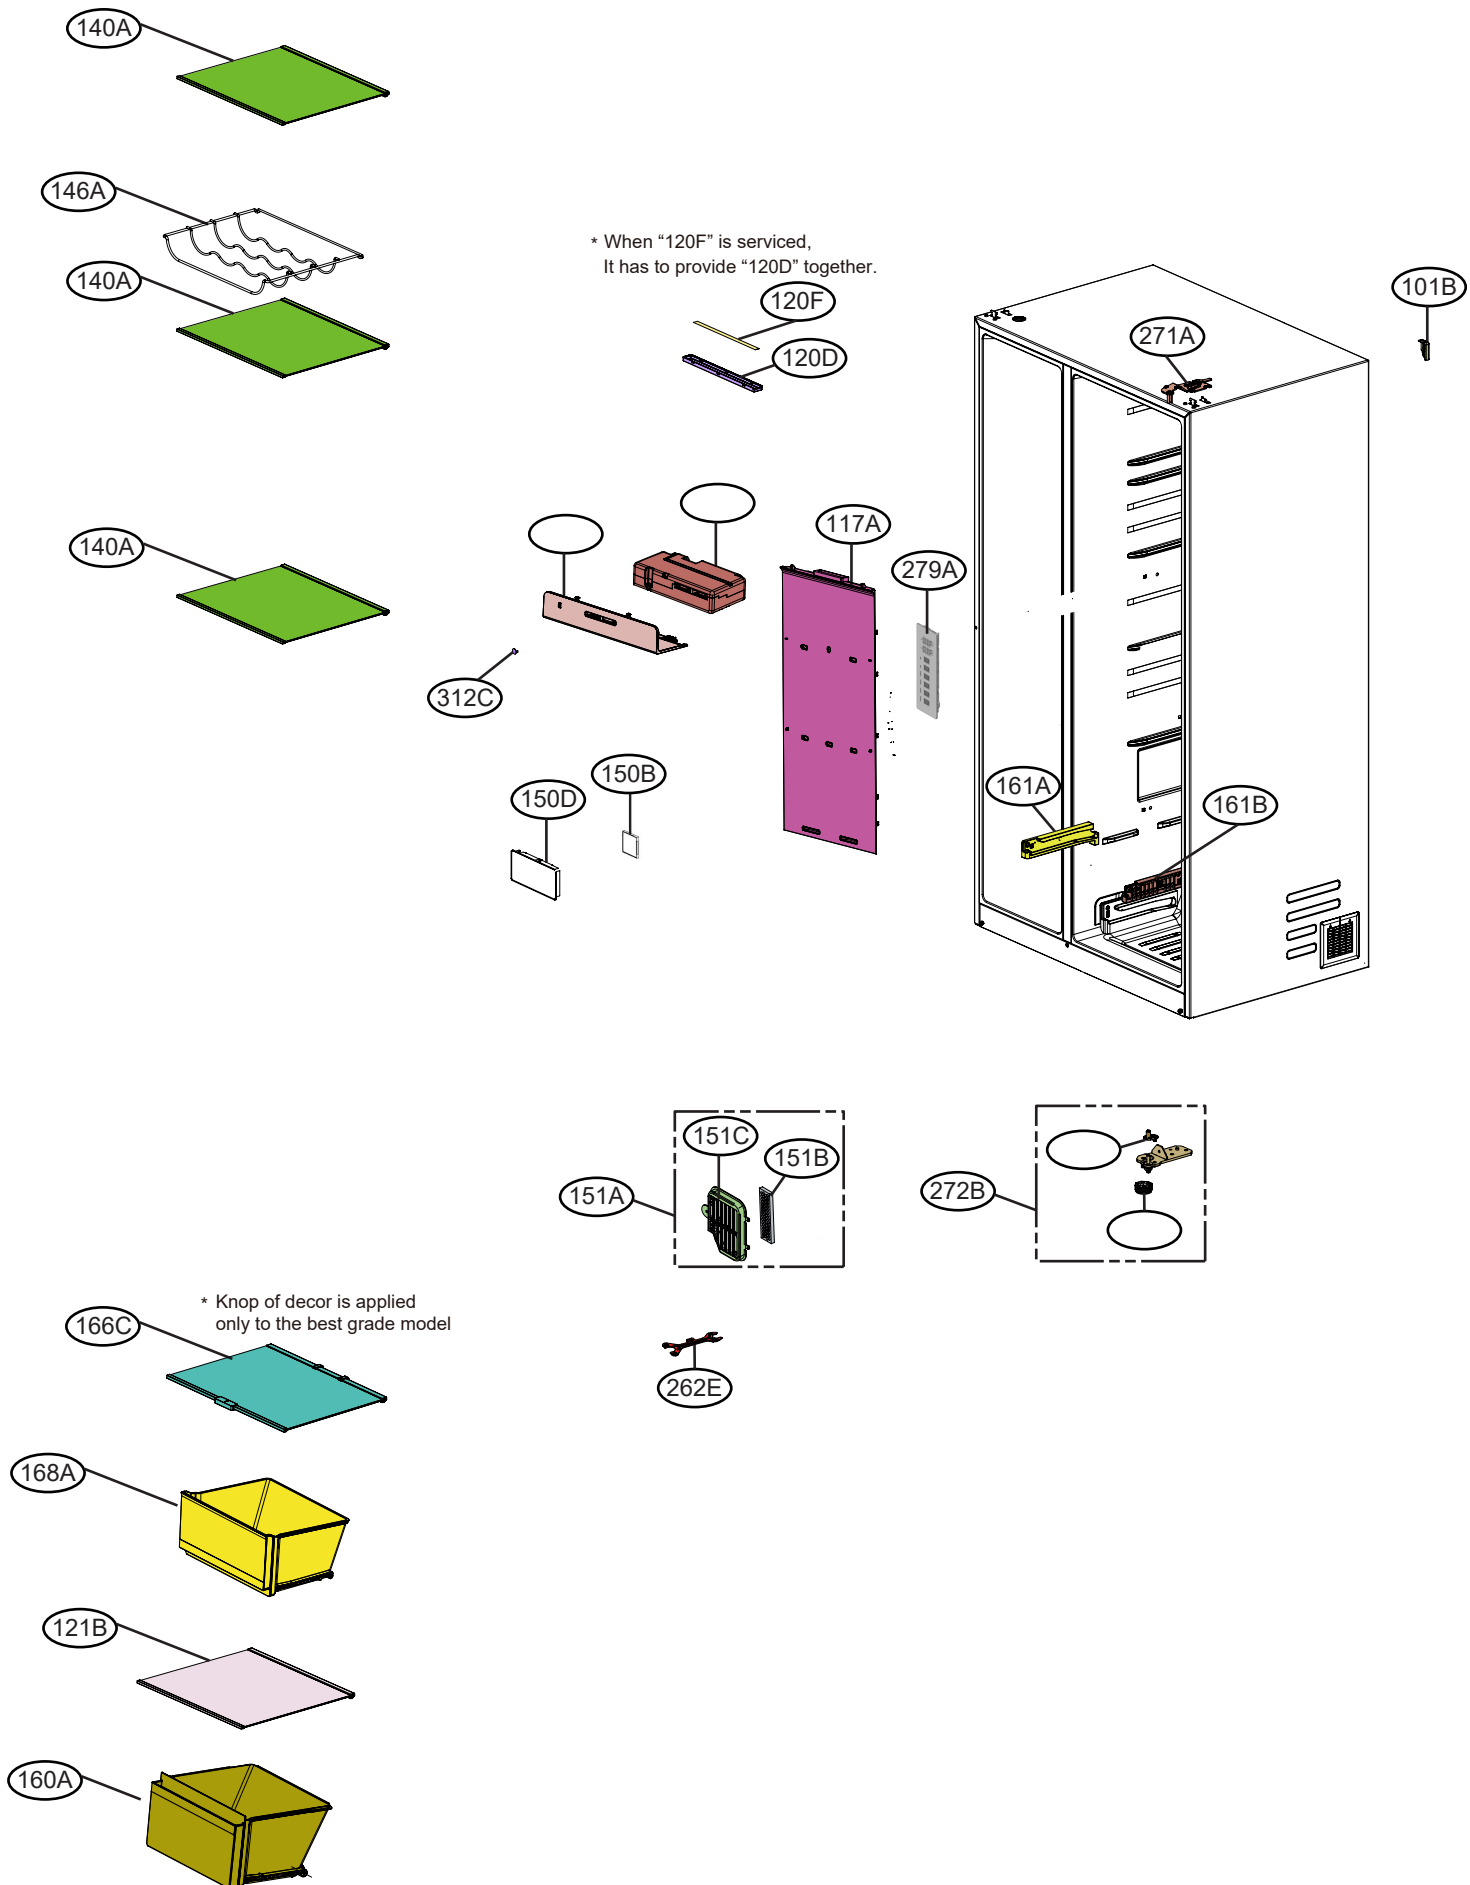 140A
146A
140A
* When “120F” is serviced,
It has to provide “120D” together.
120F
120D
101B
271A
140A
117A
279A
312C
150B
150D
161A
161B
151C
151B
151A
272B
* Knop of decor is applied
only to the best grade model
166C
262E
168A
121B
160A